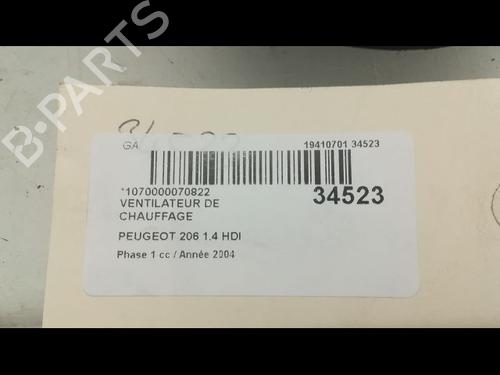 B-PARTS
GA
19410701 34523
*1070000070822
34523
VENTILATEUR DE
CHAUFFAGE
PEUGEOT 206 1.4 HDI
Phase 1 cc / Année 2004